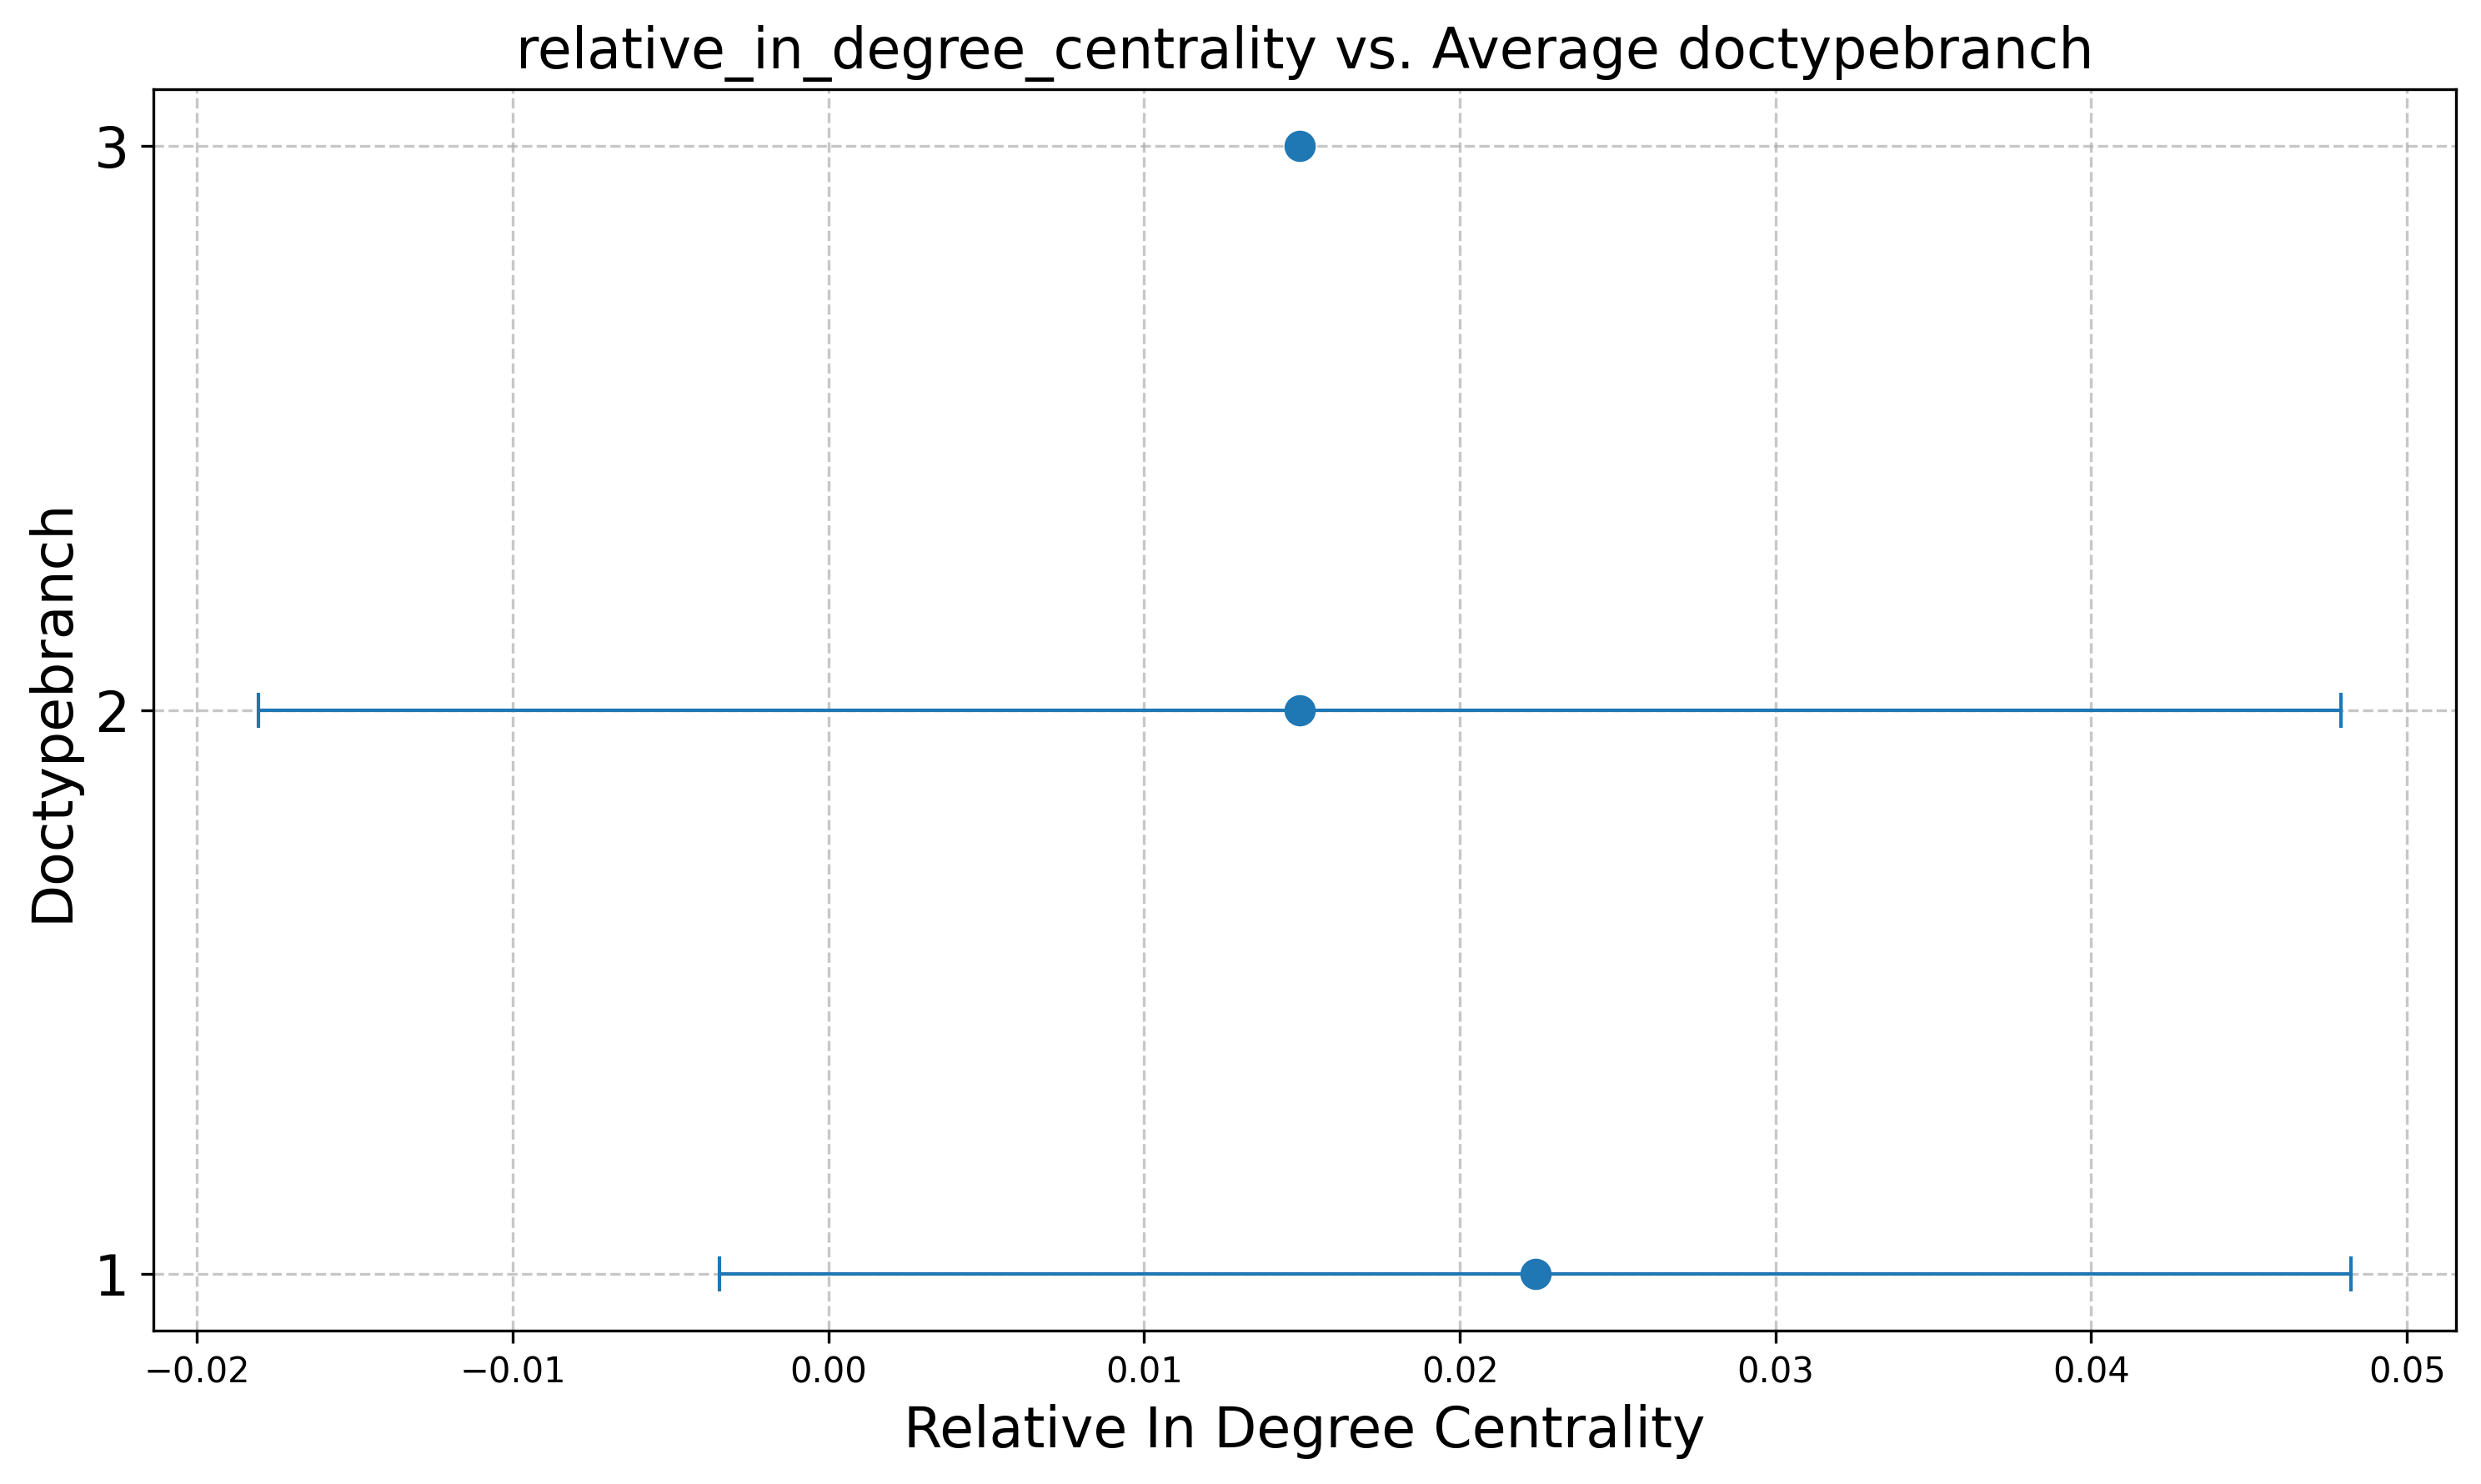 relative_in_degree_centrality vs. Average doctypebranch
3
2
1
Doctypebranch
−0.02 −0.01 0.00 0.01 0.02 0.03 0.04 0.05
Relative In Degree Centrality